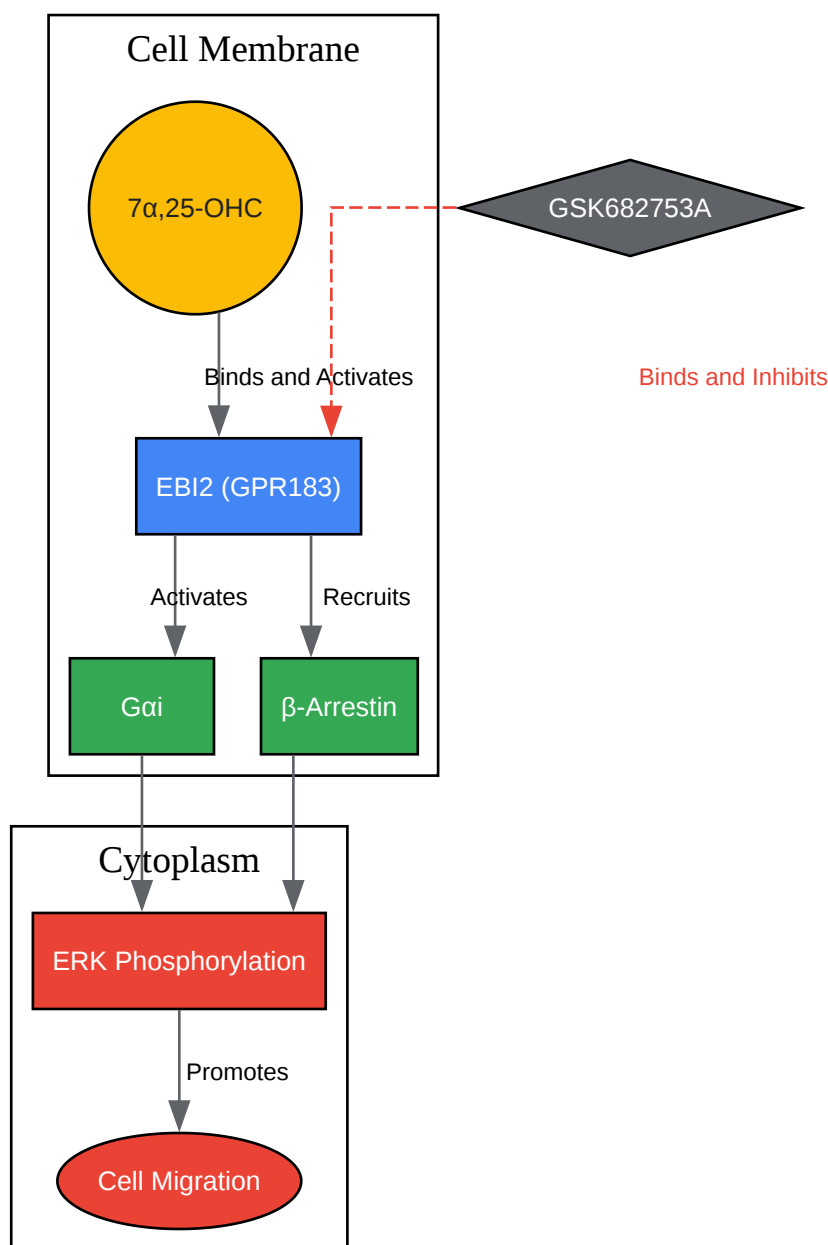 Cell Membrane
7α,25-OHC
GSK682753A
Binds and Activates
Binds and Inhibits
EBI2 (GPR183)
Activates
Recruits
Gαi
β-Arrestin
Cytoplasm
ERK Phosphorylation
Promotes
Cell Migration